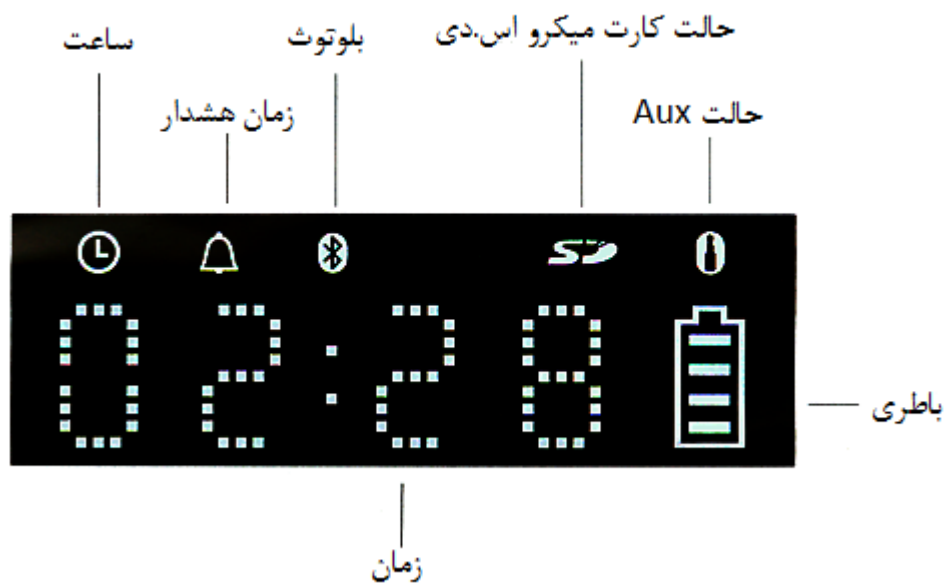 حالت کارت میکرو اس.دی
بلوتوث
ساعت
حالت Aux
زمان هشدار
SD
02:28
باطری
زمان